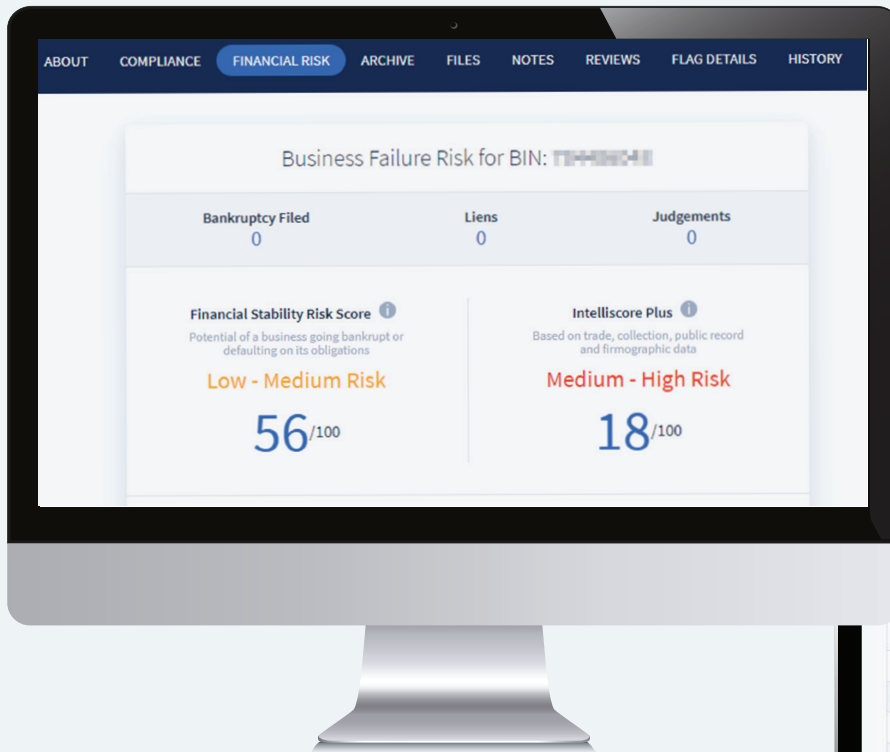 ABOUT COMPLIANCE FINANCIAL RISK ARCHIVE FILES NOTES REVIEWS FLAG DETAILS HISTORY
Business Failure Risk for BIN:
Bankruptcy Filed Liens Judgements
0 0 0
Financial Stability Risk Score Intelliscore Plus
Potential of a business going bankrupt or Based on trade, collection, public record
defaulting on its obligations and firmographic data
Low - Medium Risk Medium - High Risk
56/100 18/100